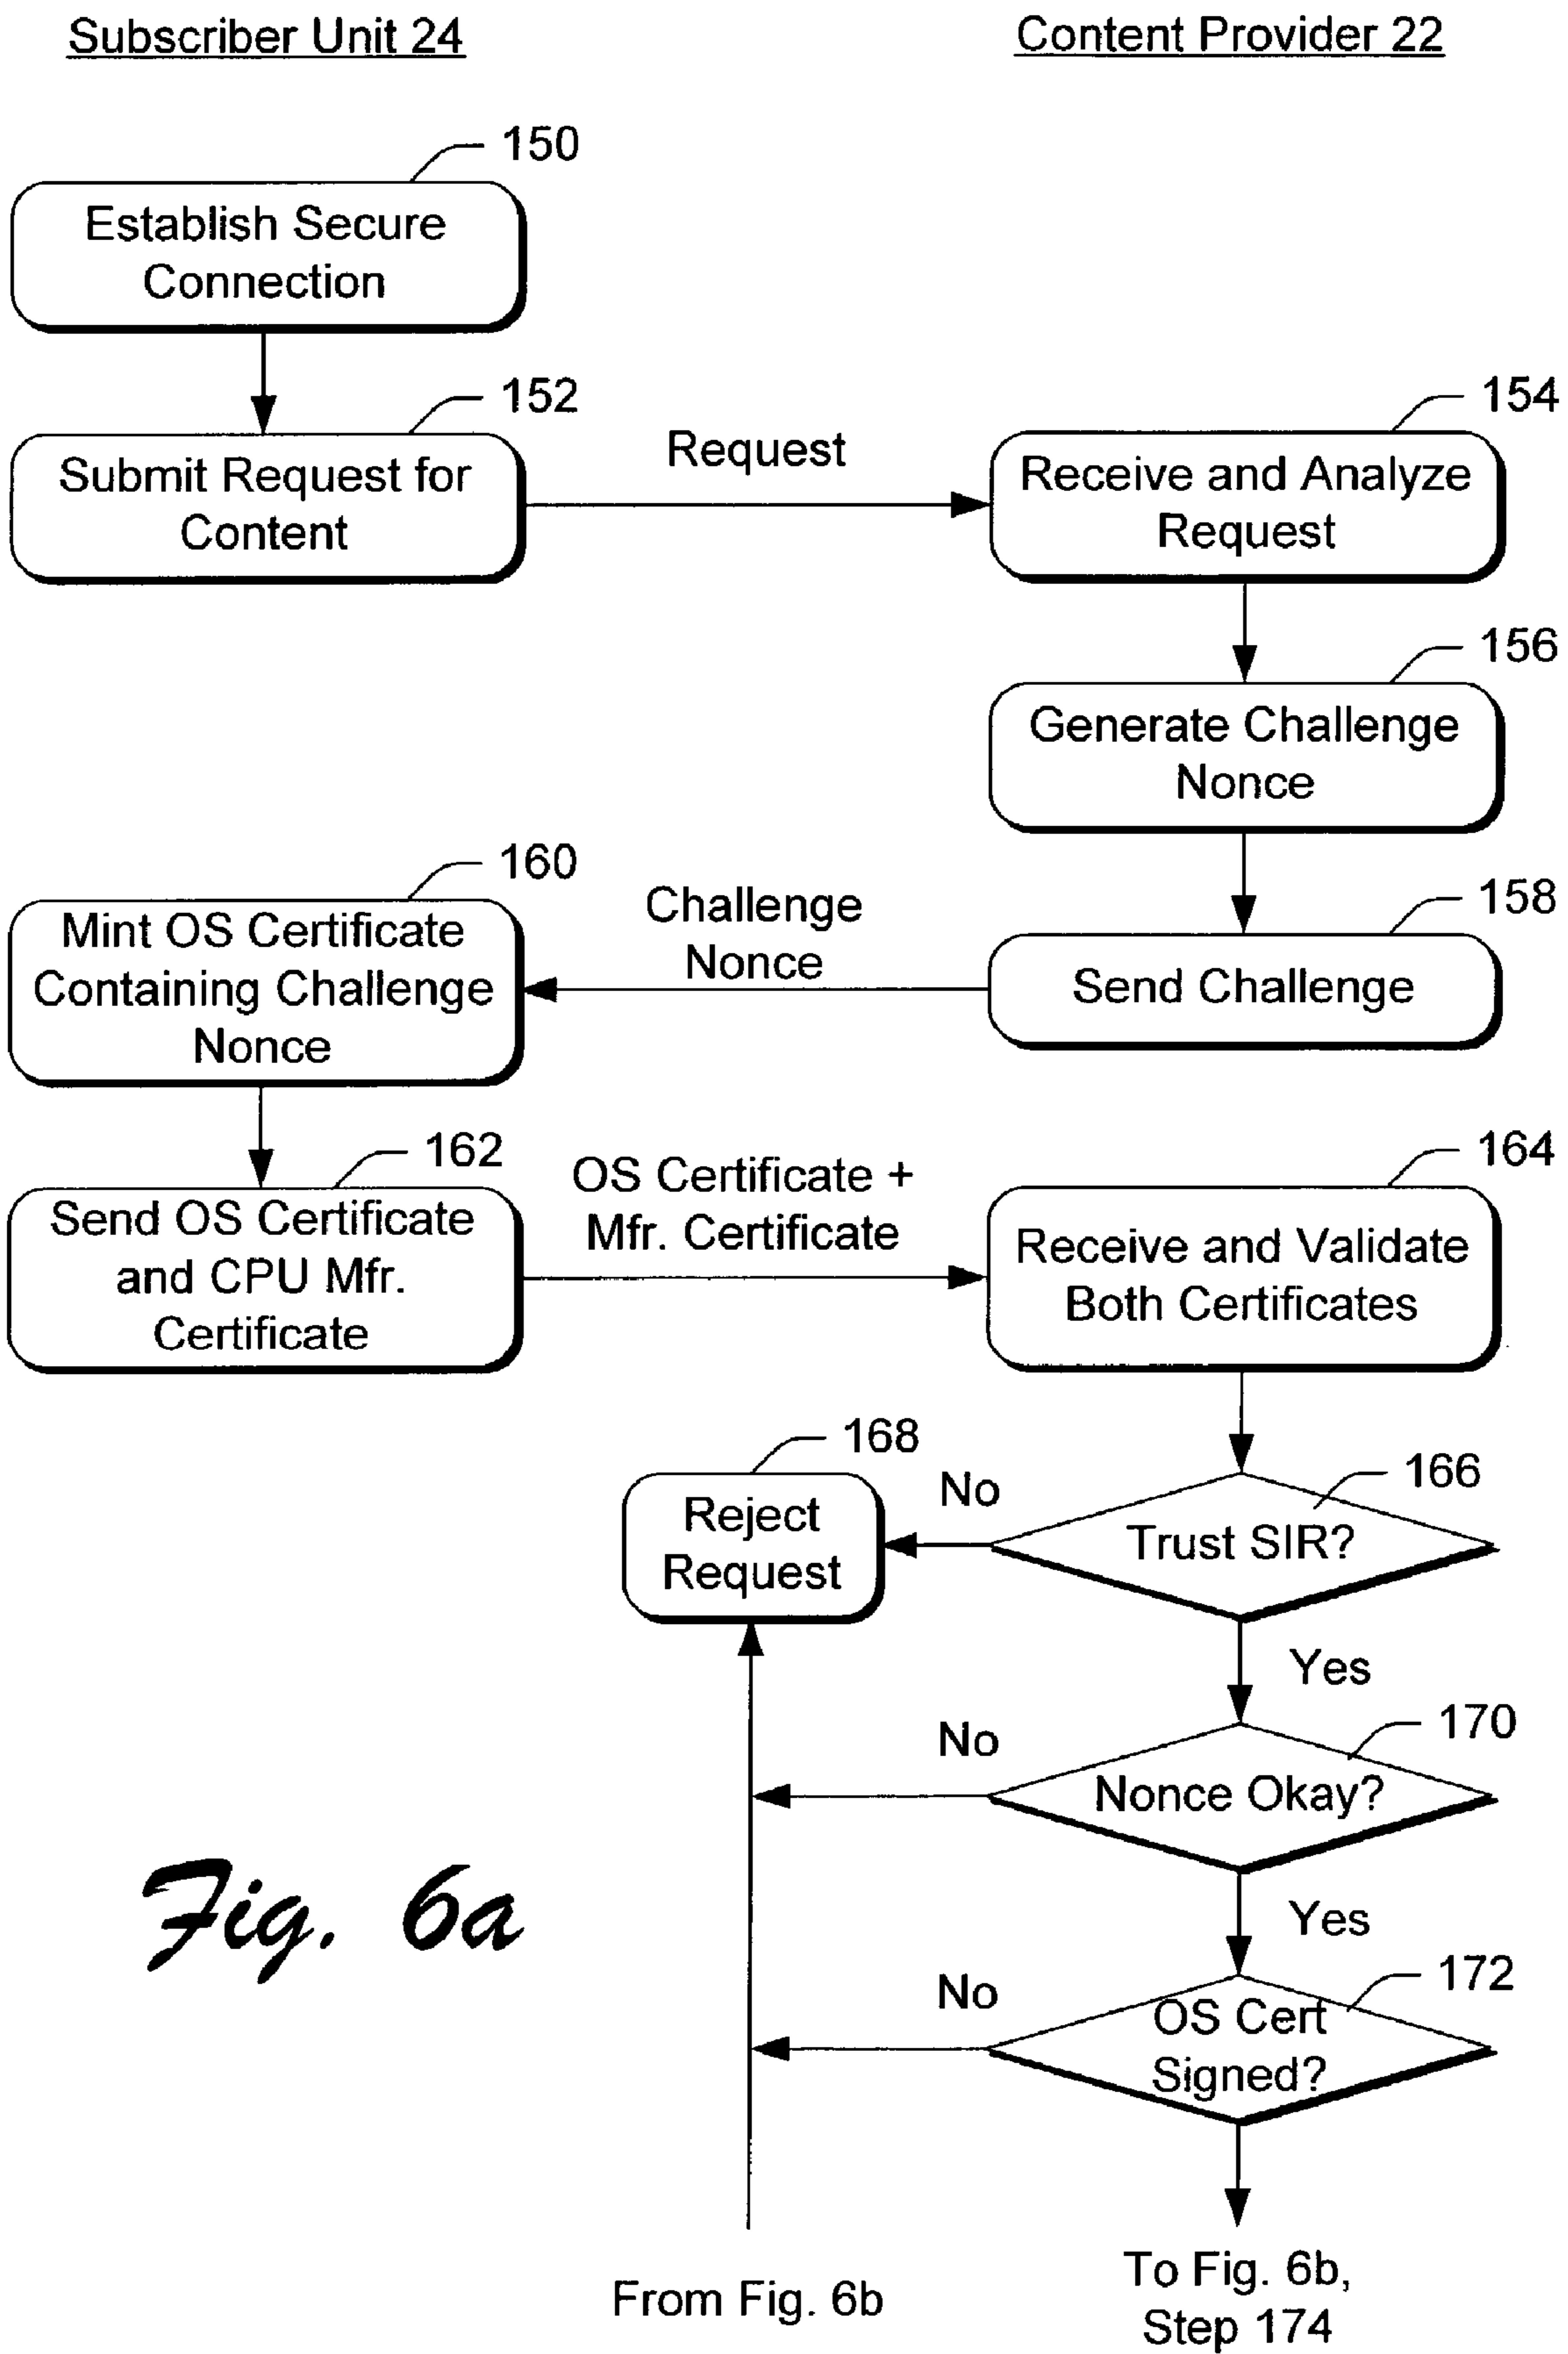 Subscriber Unit 24
Content Provider 22
150
Establish Secure
Connection
152
Submit Request for
Content
Request
154
Receive and Analyze
Request
156
Generate Challenge
Nonce
158
Send Challenge
Challenge
Nonce
160
Mint OS Certificate
Containing Challenge
Nonce
162
Send OS Certificate
and CPU Mfr.
Certificate
OS Certificate +
Mfr. Certificate
164
Receive and Validate
Both Certificates
166
Trust SIR?
No
168
Reject
Request
Yes
170
Nonce Okay?
No
Yes
172
OS Cert
Signed?
No
From Fig. 6b
To Fig. 6b,
Step 174
Fig. 6a